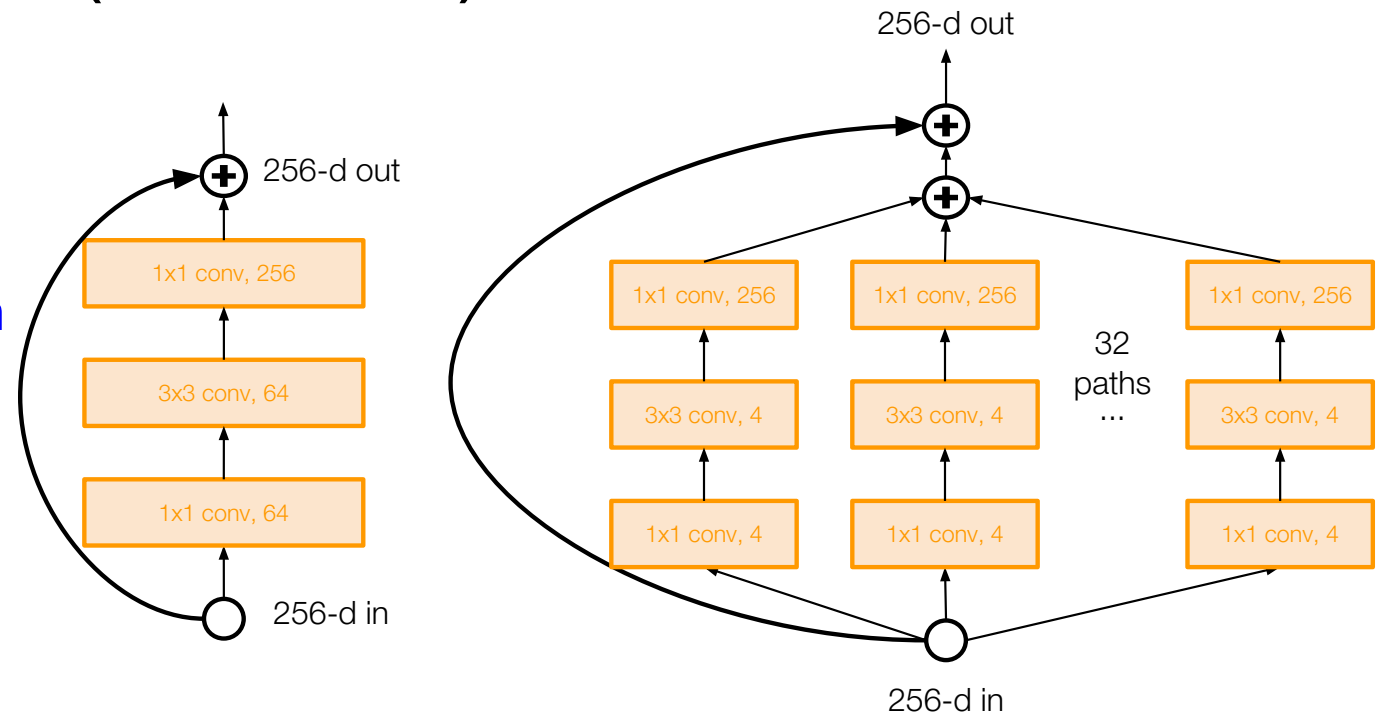 256-d out
1x1 conv, 256
3x3 conv, 64
1x1 conv, 64
256-d in
256-d out
1x1 conv, 256
1x1 conv, 256
1x1 conv, 256
32
paths
...
3x3 conv, 4
3x3 conv, 4
3x3 conv, 4
1x1 conv, 4
1x1 conv, 4
1x1 conv, 4
256-d in